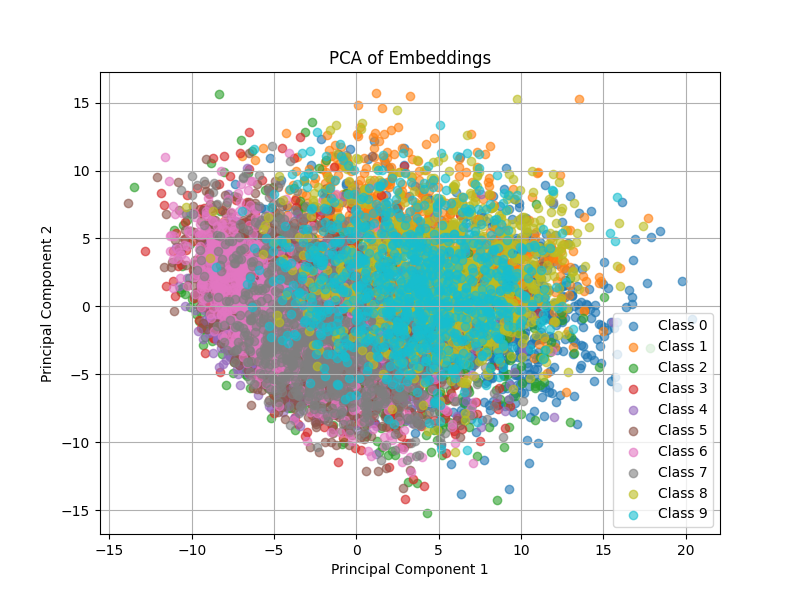 PCA of Embeddings
Principal Component 2
15
10
5
0
−5
−10
−15
−15
−10
−5
0
5
10
15
20
Principal Component 1
Class 0
Class 1
Class 2
Class 3
Class 4
Class 5
Class 6
Class 7
Class 8
Class 9